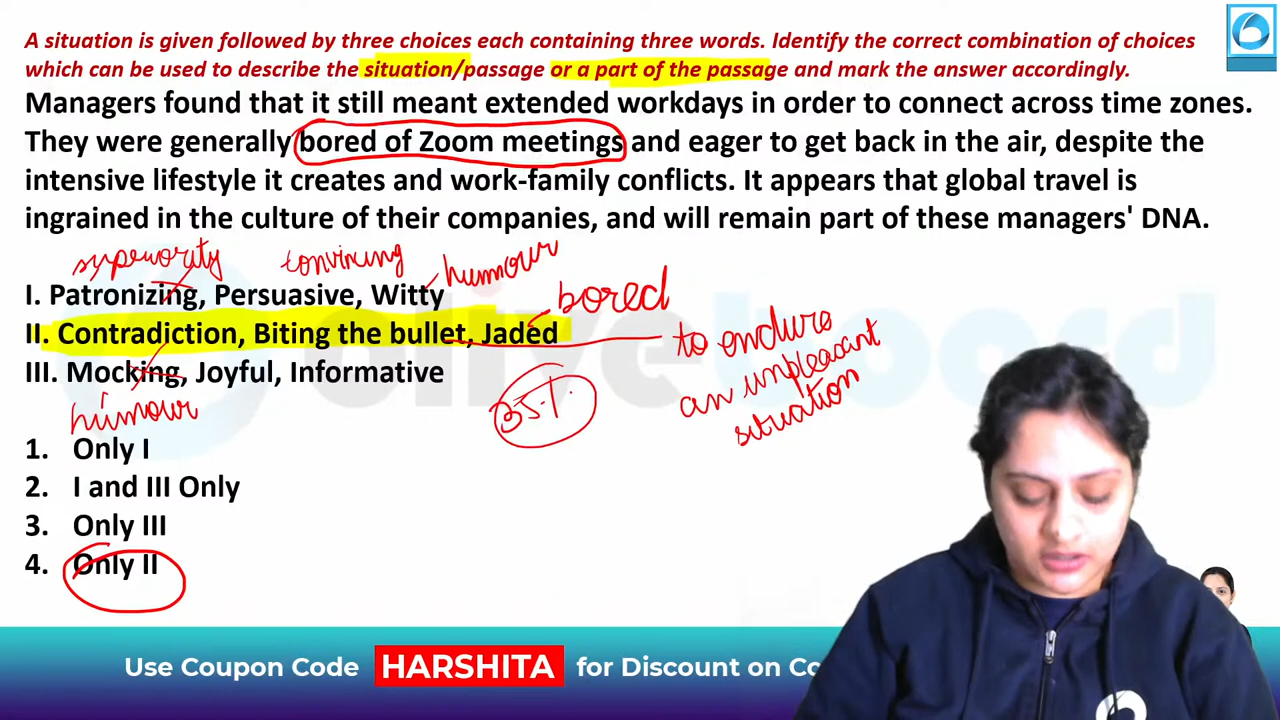 A situation is given followed by three choices each containing three words. Identify the correct combination of choices
which can be used to describe the situation/passage or a part of the passage and mark the answer accordingly.
Managers found that it still meant extended workdays in order to connect across time zones.
They were generally bored of Zoom meetings and eager to get back in the air, despite the
intensive lifestyle it creates and work-family conflicts. It appears that global travel is
ingrained in the culture of their companies, and will remain part of these managers' DNA.
superiority convincing humour
I. Patronizing, Persuasive, Witty
bored
II. Contradiction, Biting the bullet, Jaded
to endure
an unpleasant
situation
III. Mocking, Joyful, Informative
humour
1. Only I
2. I and III Only
3. Only III
4. Only II
Use Coupon Code HARSHITA for Discount on Co